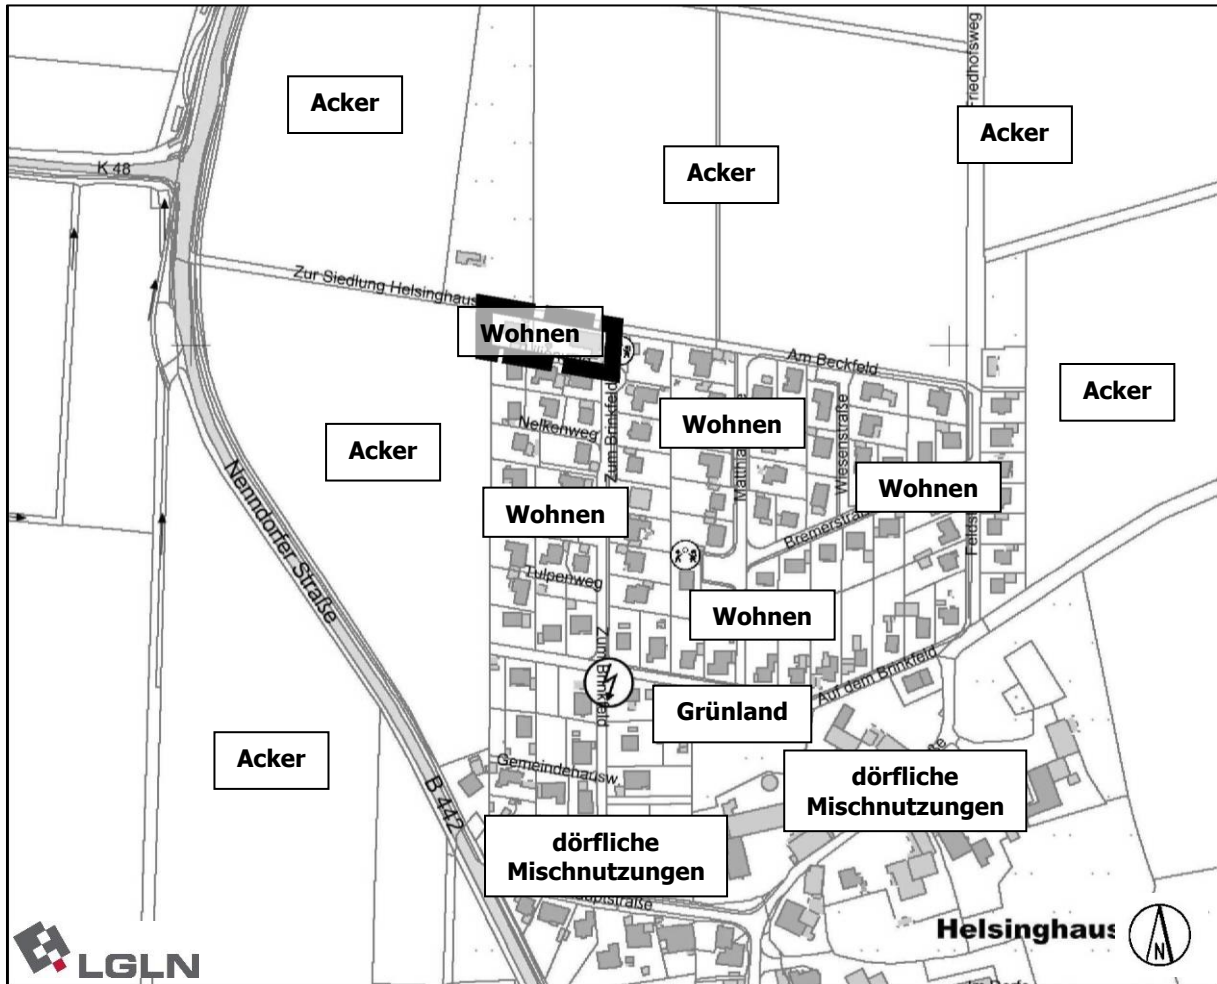 Friedhofsweg
Acker
Acker
Acker
K 48
Zur Siedlung Helsinghaus
Wohnen
Am Beckfeld
Acker
Acker
Nelkenweg
Zum Brinkfeld
Wohnen
Wiesenstraße
Wohnen
Wohnen
Bremerstraß
Nenndorfer Straße
Tulpenweg
Wohnen
Zum Brinkfeld
Auf dem Brinkfeld
Grünland
Acker
Gemeindehausw.
dörfliche
Mischnutzungen
B 442
dörfliche
Mischnutzungen
Helsinghaus
N
LGLN